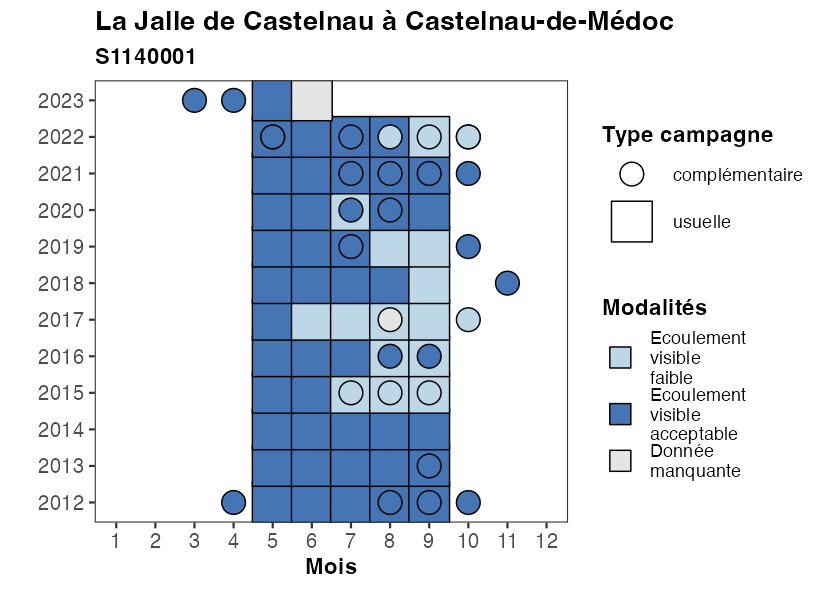 La Jalle de Castelnau à Castelnau-de-Médoc
S1140001
2023
2022
2021
2020
2019
2018
2017
2016
2015
2014
2013
2012
1 2 3 4 5 6 7 8 9 10 11 12
Mois
Type campagne
complémentaire
usuelle
Modalités
Ecoulement
visible
faible
Ecoulement
visible
acceptable
Donnée
manquante